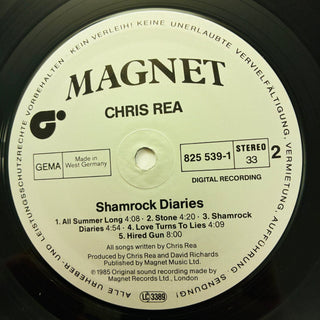 ALLE URHEBER- UND LEISTUNGSSCHUTZRECHTE VORBEHALTEN · KEIN VERLEIH! KEINE UNERLAUBTE VERVIELFÄLTIGUNG, VERMIETUNG, AUFFÜHRUNG, SENDUNG!
MAGNET
CHRIS REA
GEMA
Made in
West Germany
825 539-1
STEREO
33
2
DIGITAL RECORDING
Shamrock Diaries
1. All Summer Long 4:08 · 2. Stone 4:20 · 3. Shamrock
Diaries 4:54 · 4. Love Turns To Lies 4:09
5. Hired Gun 8:00
All songs written by Chris Rea
Produced by Chris Rea and David Richards
Published by Magnet Music Ltd.
℗ 1985 Original sound recording made by
Magnet Records Ltd., London
LC 3389